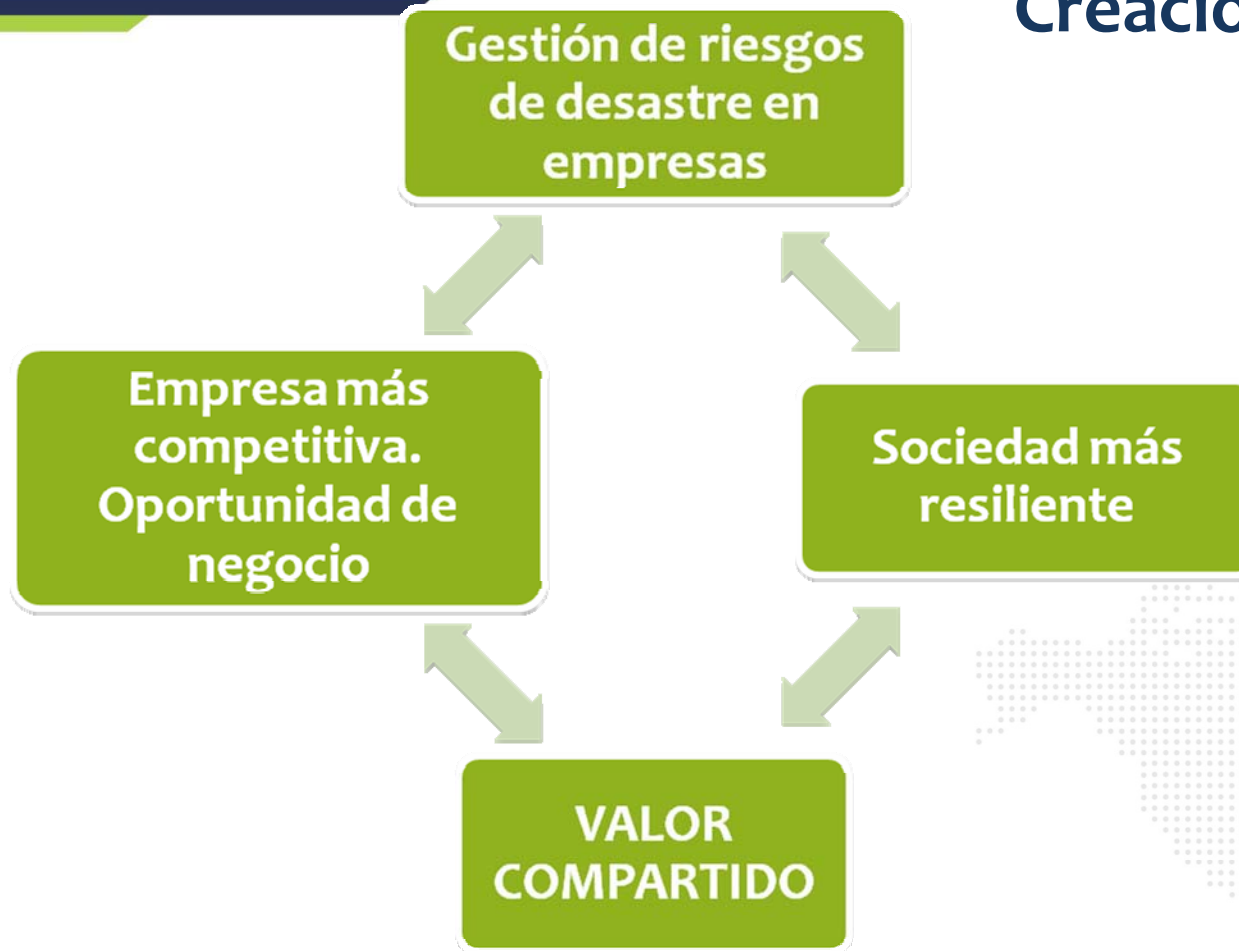 Gestión de riesgos
de desastre en
empresas
Empresa más
competitiva.
Oportunidad de
negocio
Sociedad más
resiliente
VALOR
COMPARTIDO